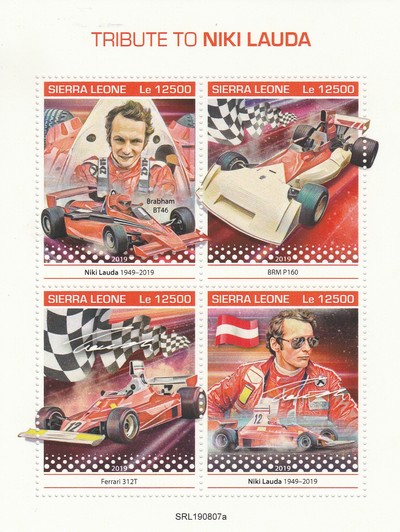 TRIBUTE TO NIKI LAUDA
SIERRA LEONE Le 12500
Brabham
BT46
2019
Niki Lauda 1949–2019
SIERRA LEONE Le 12500
2019
BRM P160
SIERRA LEONE Le 12500
12
2019
Ferrari 312T
SIERRA LEONE Le 12500
12
2019
Niki Lauda 1949–2019
SRL190807a